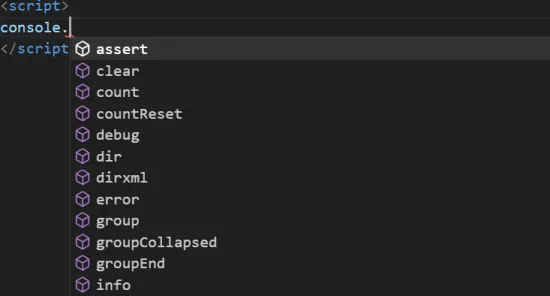 <script>
console.
</script
assert
clear
count
countReset
debug
dir
dirxml
error
group
groupCollapsed
groupEnd
info